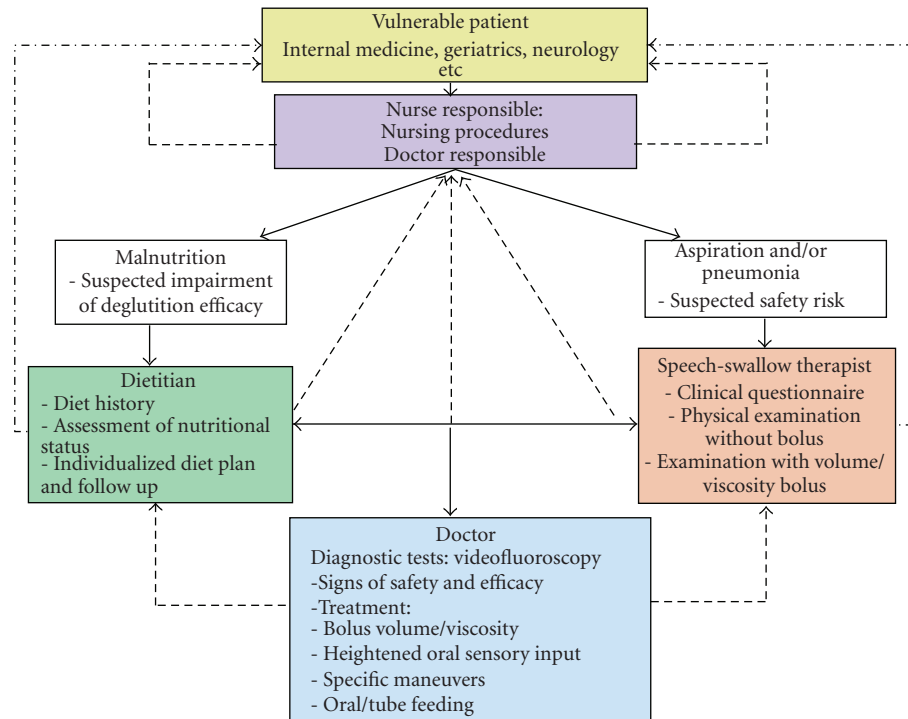 Vulnerable patient
Internal medicine, geriatrics, neurology
etc
Nurse responsible:
Nursing procedures
Doctor responsible
Malnutrition
- Suspected impairment
of deglutition efficacy
Aspiration and/or
pneumonia
- Suspected safety risk
Dietitian
- Diet history
- Assessment of nutritional
status
- Individualized diet plan
and follow up
Speech-swallow therapist
- Clinical questionnaire
- Physical examination
without bolus
- Examination with volume/
viscosity bolus
Doctor
Diagnostic tests: videofluoroscopy
-Signs of safety and efficacy
-Treatment:
- Bolus volume/viscosity
- Heightened oral sensory input
- Specific maneuvers
- Oral/tube feeding